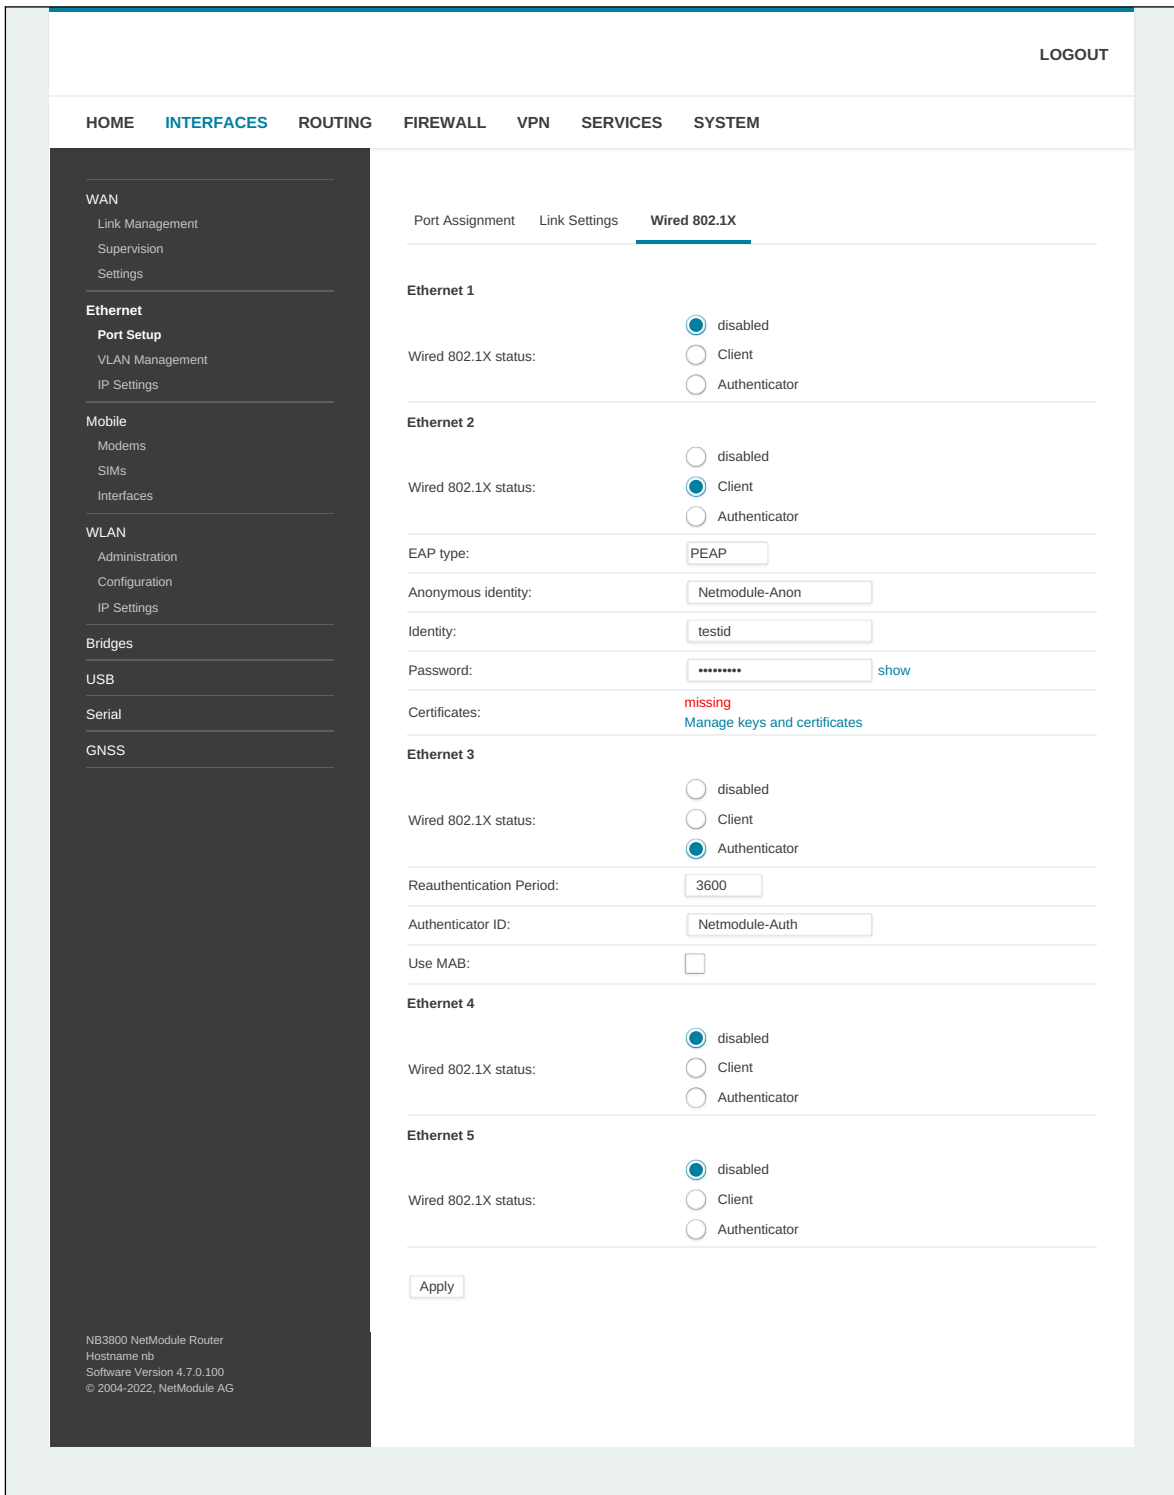 LOGOUT
HOME INTERFACES ROUTING FIREWALL VPN SERVICES SYSTEM
WAN
Link Management
Supervision
Settings
Ethernet
Port Setup
VLAN Management
IP Settings
Mobile
Modems
SIMs
Interfaces
WLAN
Administration
Configuration
IP Settings
Bridges
USB
Serial
GNSS
NB3800 NetModule Router
Hostname nb
Software Version 4.7.0.100
© 2004-2022, NetModule AG
Port Assignment Link Settings Wired 802.1X
Ethernet 1
Wired 802.1X status:
disabled
Client
Authenticator
Ethernet 2
Wired 802.1X status:
disabled
Client
Authenticator
EAP type: PEAP
Anonymous identity: Netmodule-Anon
Identity: testid
Password: ••••••••• show
Certificates:
missing
Manage keys and certificates
Ethernet 3
Wired 802.1X status:
disabled
Client
Authenticator
Reauthentication Period: 3600
Authenticator ID: Netmodule-Auth
Use MAB:
Ethernet 4
Wired 802.1X status:
disabled
Client
Authenticator
Ethernet 5
Wired 802.1X status:
disabled
Client
Authenticator
Apply